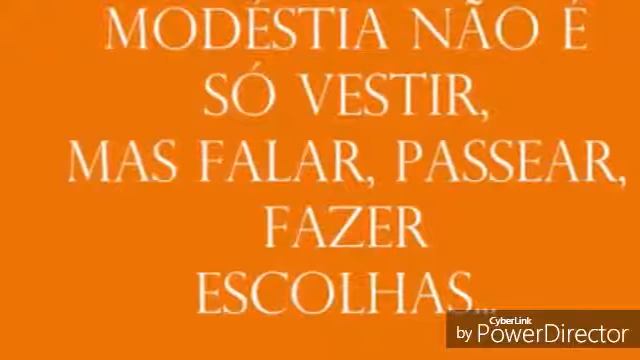 MODÉSTIA NÃO É
SÓ VESTIR,
MAS FALAR, PASSEAR,
FAZER
ESCOLHAS...
CyberLink
by PowerDirector